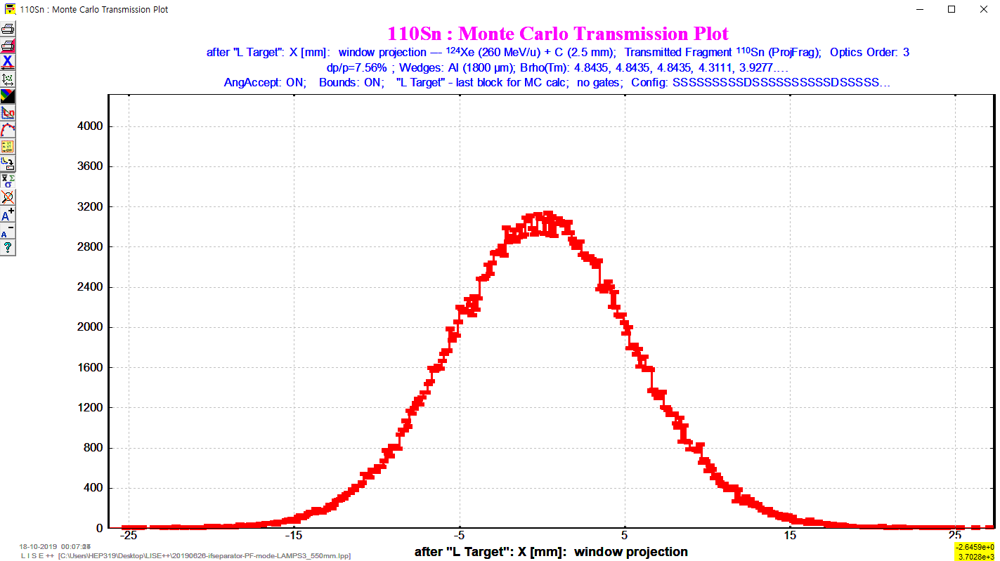 110Sn : Monte Carlo Transmission Plot
110Sn : Monte Carlo Transmission Plot
after "L Target": X [mm]: window projection --- 124Xe (260 MeV/u) + C (2.5 mm); Transmitted Fragment 110Sn (ProjFrag); Optics Order: 3
dp/p=7.56% ; Wedges: Al (1800 µm); Brho(Tm): 4.8435, 4.8435, 4.8435, 4.3111, 3.9277....
AngAccept: ON; Bounds: ON; "L Target" - last block for MC calc; no gates; Config: SSSSSSSSSDSSSSSSSSSSDSSSSS...
4000
3600
3200
2800
2400
2000
1600
1200
800
400
0
-25 -15 -5 5 15 25
after "L Target": X [mm]: window projection
18-10-2019
L I S E ++ [C:\Users\HEP319\Desktop\LISE++\20190626-ifseparator-PF-mode-LAMPS3_550mm.lpp]
-2.6459e+0
3.7028e+3